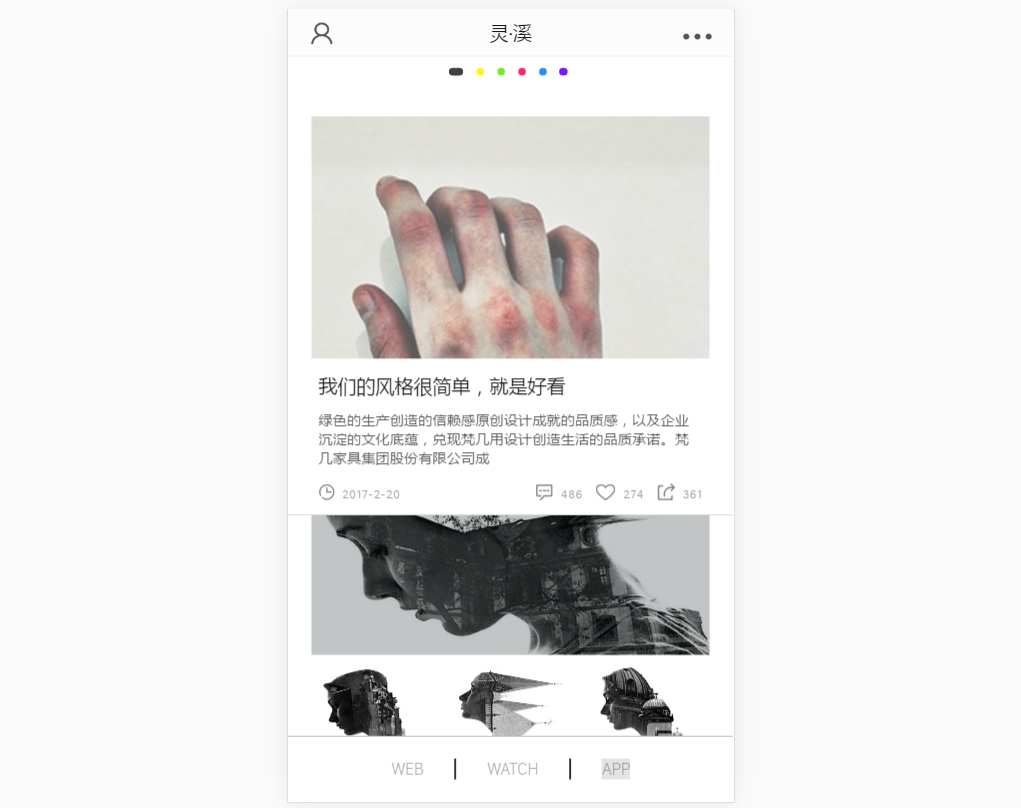 灵·溪
我们的风格很简单，就是好看
绿色的生产创造的信赖感原创设计成就的品质感，以及企业
沉淀的文化底蕴，兑现梵几用设计创造生活的品质承诺。梵
几家具集团股份有限公司成
2017-2-20 486 274 361
WEB WATCH APP